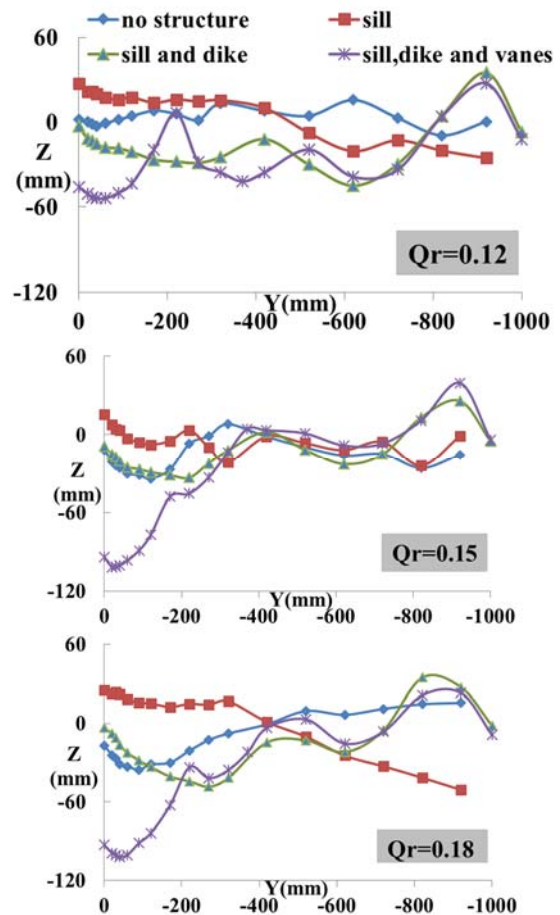 no structure sill
sill and dike sill,dike and vanes
60
0
Z
(mm)
-60
-120
Qr=0.12
Y(mm)
0 -200 -400 -600 -800 -1000
60
0
Z
(mm)
-60
-120
Qr=0.15
Y(mm)
0 -200 -400 -600 -800 -1000
60
0
Z
(mm)
-60
-120
Qr=0.18
Y(mm)
0 -200 -400 -600 -800 -1000